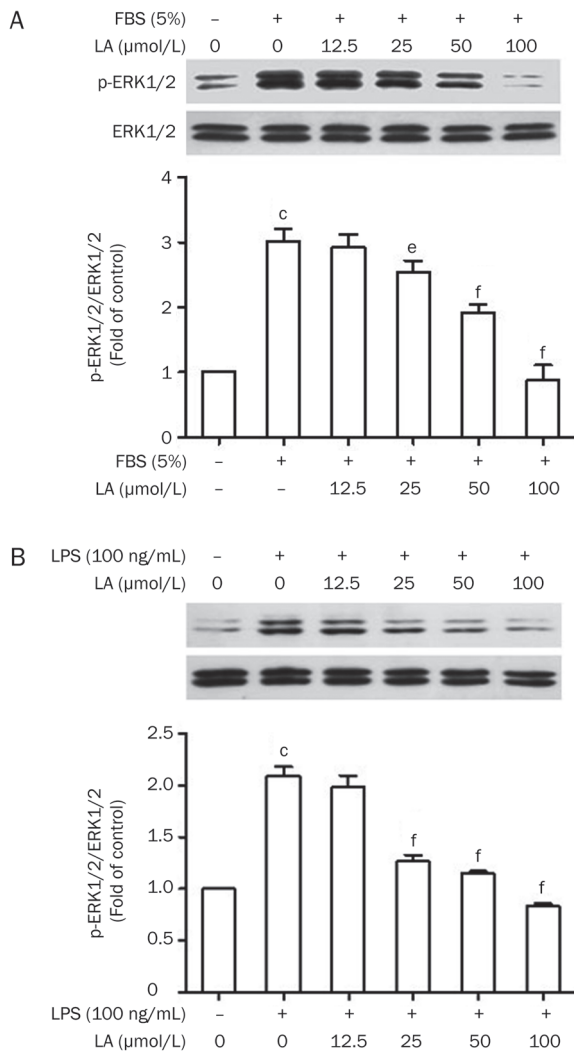 A
FBS (5%) – + + + + +
LA (μmol/L) 0 0 12.5 25 50 100
p-ERK1/2
ERK1/2
4
3
2
1
0
p-ERK1/2/ERK1/2
(Fold of control)
c
e
f
f
FBS (5%) – + + + + +
LA (μmol/L) – – 12.5 25 50 100
B
LPS (100 ng/mL) – + + + + +
LA (μmol/L) 0 0 12.5 25 50 100
2.5
2.0
1.5
1.0
0.5
0
p-ERK1/2/ERK1/2
(Fold of control)
c
f
f
f
LPS (100 ng/mL) – + + + + +
LA (μmol/L) 0 0 12.5 25 50 100